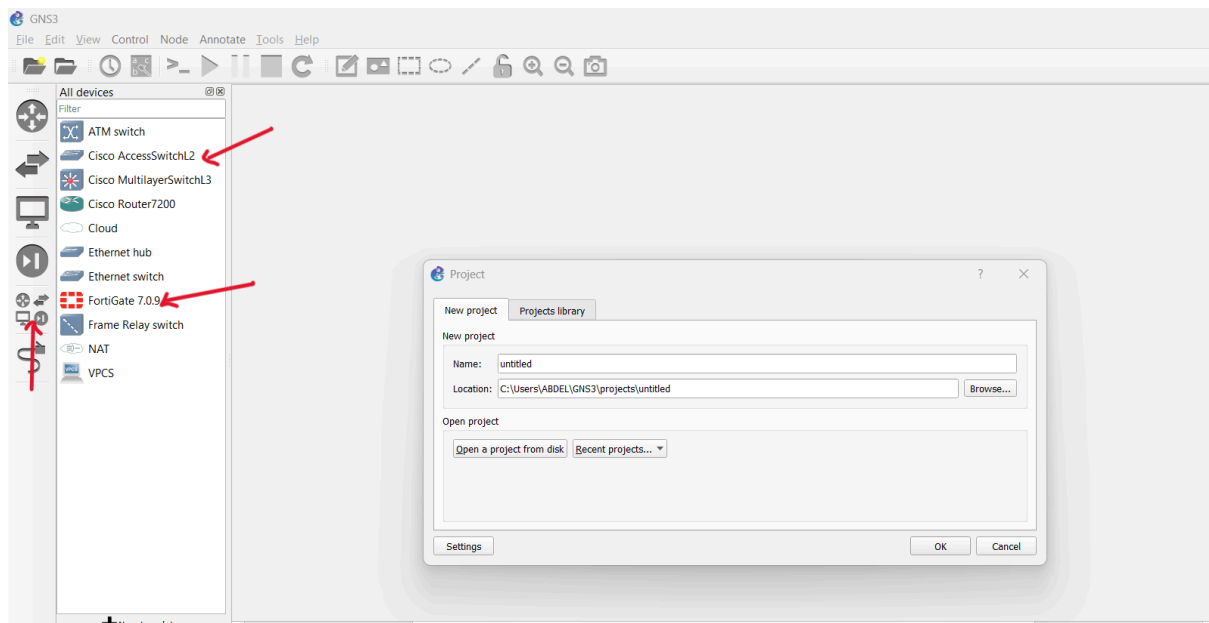 GNS3
File Edit View Control Node Annotate Tools Help
All devices
Filter
ATM switch
Cisco AccessSwitchL2
Cisco MultilayerSwitchL3
Cisco Router7200
Cloud
Ethernet hub
Ethernet switch
FortiGate 7.0.9
Frame Relay switch
NAT
VPCS
Project
New project Projects library
New project
Name: untitled
Location: C:\Users\ABDEL\GNS3\projects\untitled Browse...
Open project
Open a project from disk Recent projects...
Settings OK Cancel